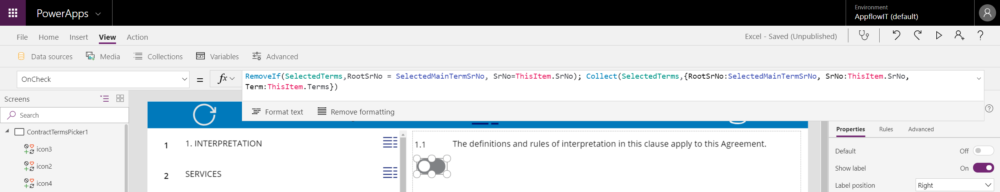 PowerApps
Environment
AppflowIT (default)
File Home Insert View Action
Excel - Saved (Unpublished)
Data sources Media Collections Variables Advanced
OnCheck = fx RemoveIf(SelectedTerms,RootSrNo = SelectedMainTermSrNo, SrNo=ThisItem.SrNo); Collect(SelectedTerms,{RootSrNo:SelectedMainTermSrNo, SrNo:ThisItem.SrNo,
Term:ThisItem.Terms})
Screens
Format text Remove formatting
Search
ContractTermsPicker1
icon3
icon2
icon4
1 1. INTERPRETATION
2 SERVICES
1.1 The definitions and rules of interpretation in this clause apply to this Agreement.
Properties Rules Advanced
Default Off
Show label On
Label position Right